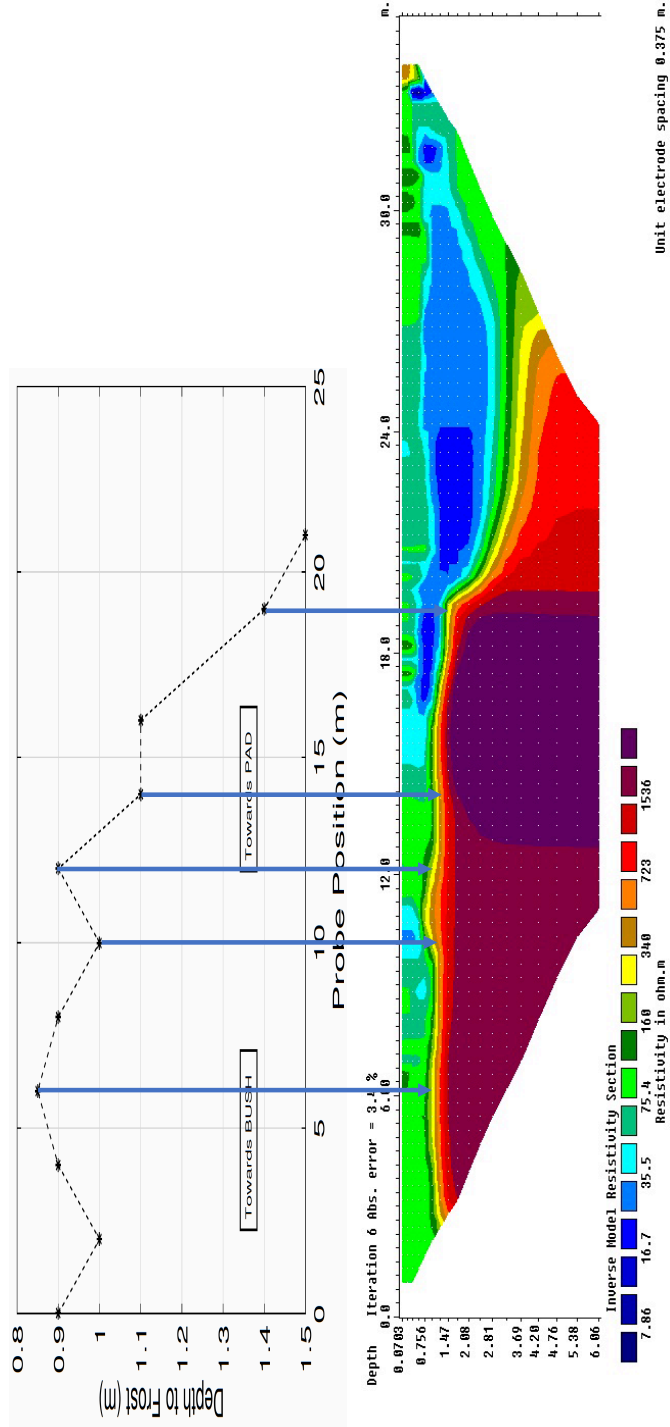 0.8
0.9
1
1.1
1.2
1.3
1.4
1.5
Depth to Frost (m)
0
5
10
15
20
25
Towards BUSH
Towards PAD
Probe Position (m)
Depth Iteration 6 Abs. error = 3. %
0.0 6. 0 12.0 18.0 24.0 30.0 m.
0.0703
0.756
1.47
2.08
2.81
3.69
4.20
4.76
5.38
6.06
Inverse Model Resistivity Section
7.86 16.7 35.5 75.4 160 340 723 1536
Resistivity in ohm.m
Unit electrode spacing 0.375 m.